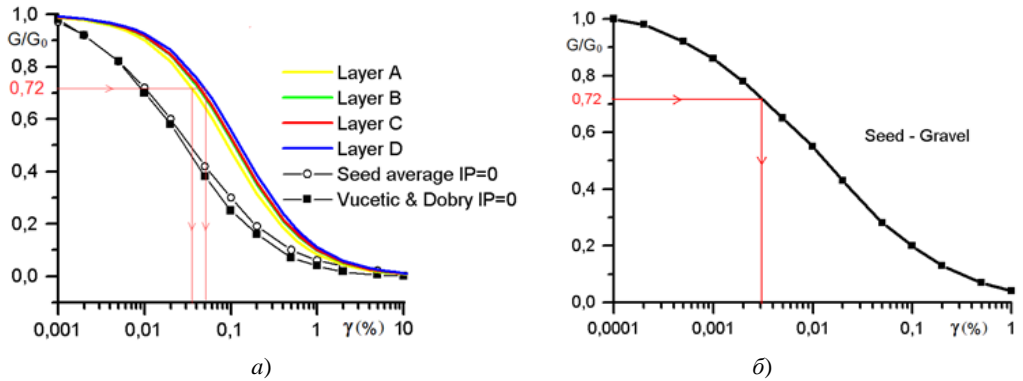 1,0
G/G₀
0,8
0,72
0,6
0,4
0,2
0,0
0,001
0,01
0,1
1
γ(%)
10
Layer A
Layer B
Layer C
Layer D
Seed average IP=0
Vucetic & Dobry IP=0
а)
1,0
G/G₀
0,8
0,72
0,6
0,4
0,2
0,0
0,0001
0,001
0,01
0,1
γ(%)
1
Seed - Gravel
б)